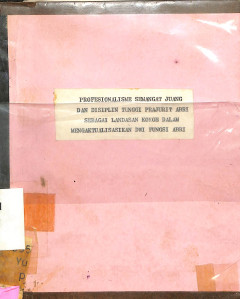 PROFESIONALISME SEMANGAT JUANG
DAN DISIPLIN TINGGI PRAJURIT ABRI
SEBAGAI LANDASAN KOKOH DALAM
MENGAKTUALISASIKAN DWI FUNGSI ABRI